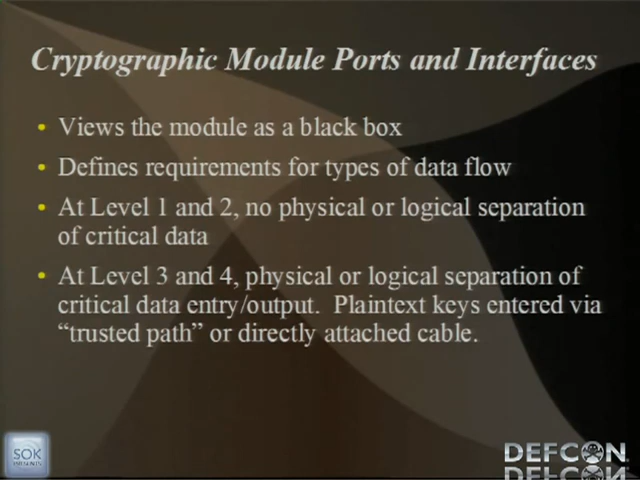 Cryptographic Module Ports and Interfaces
• Views the module as a black box
• Defines requirements for types of data flow
• At Level 1 and 2, no physical or logical separation
of critical data
• At Level 3 and 4, physical or logical separation of
critical data entry/output.  Plaintext keys entered via
“trusted path” or directly attached cable.
SOK
DEFCON